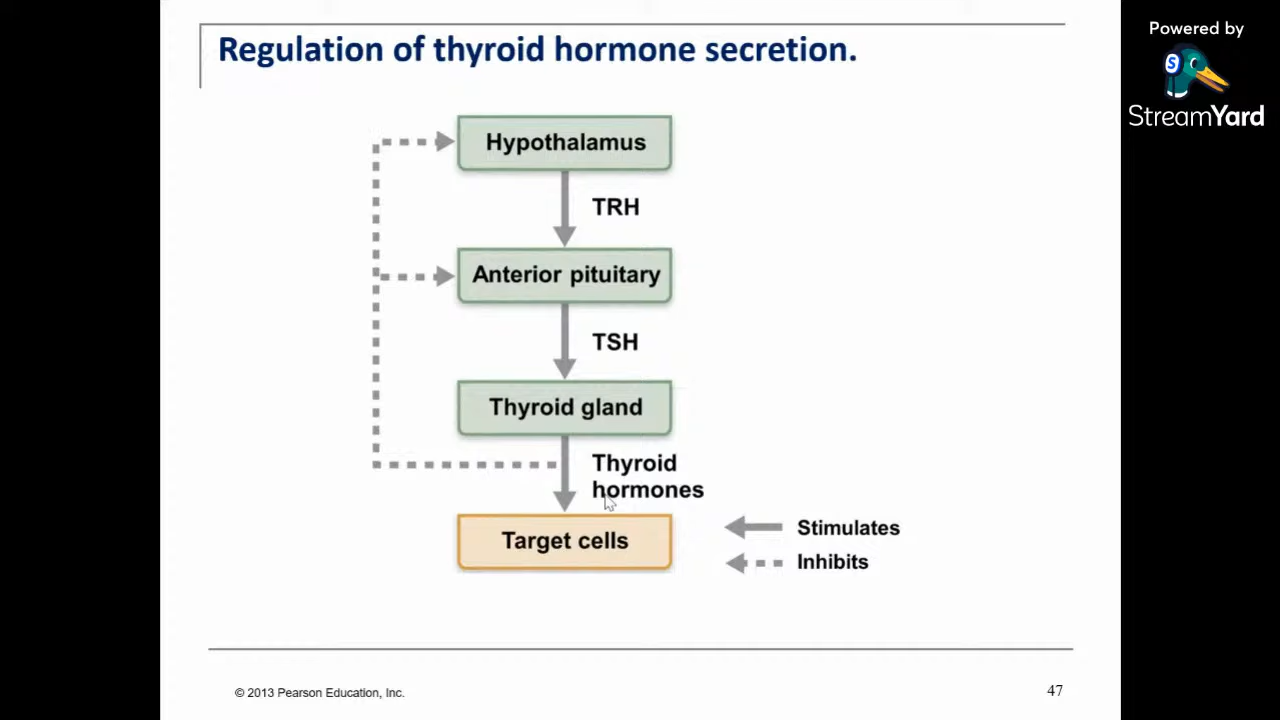 Regulation of thyroid hormone secretion.
Powered by
S
StreamYard
Hypothalamus
TRH
Anterior pituitary
TSH
Thyroid gland
Thyroid
hormones
Target cells
Stimulates
Inhibits
© 2013 Pearson Education, Inc.
47